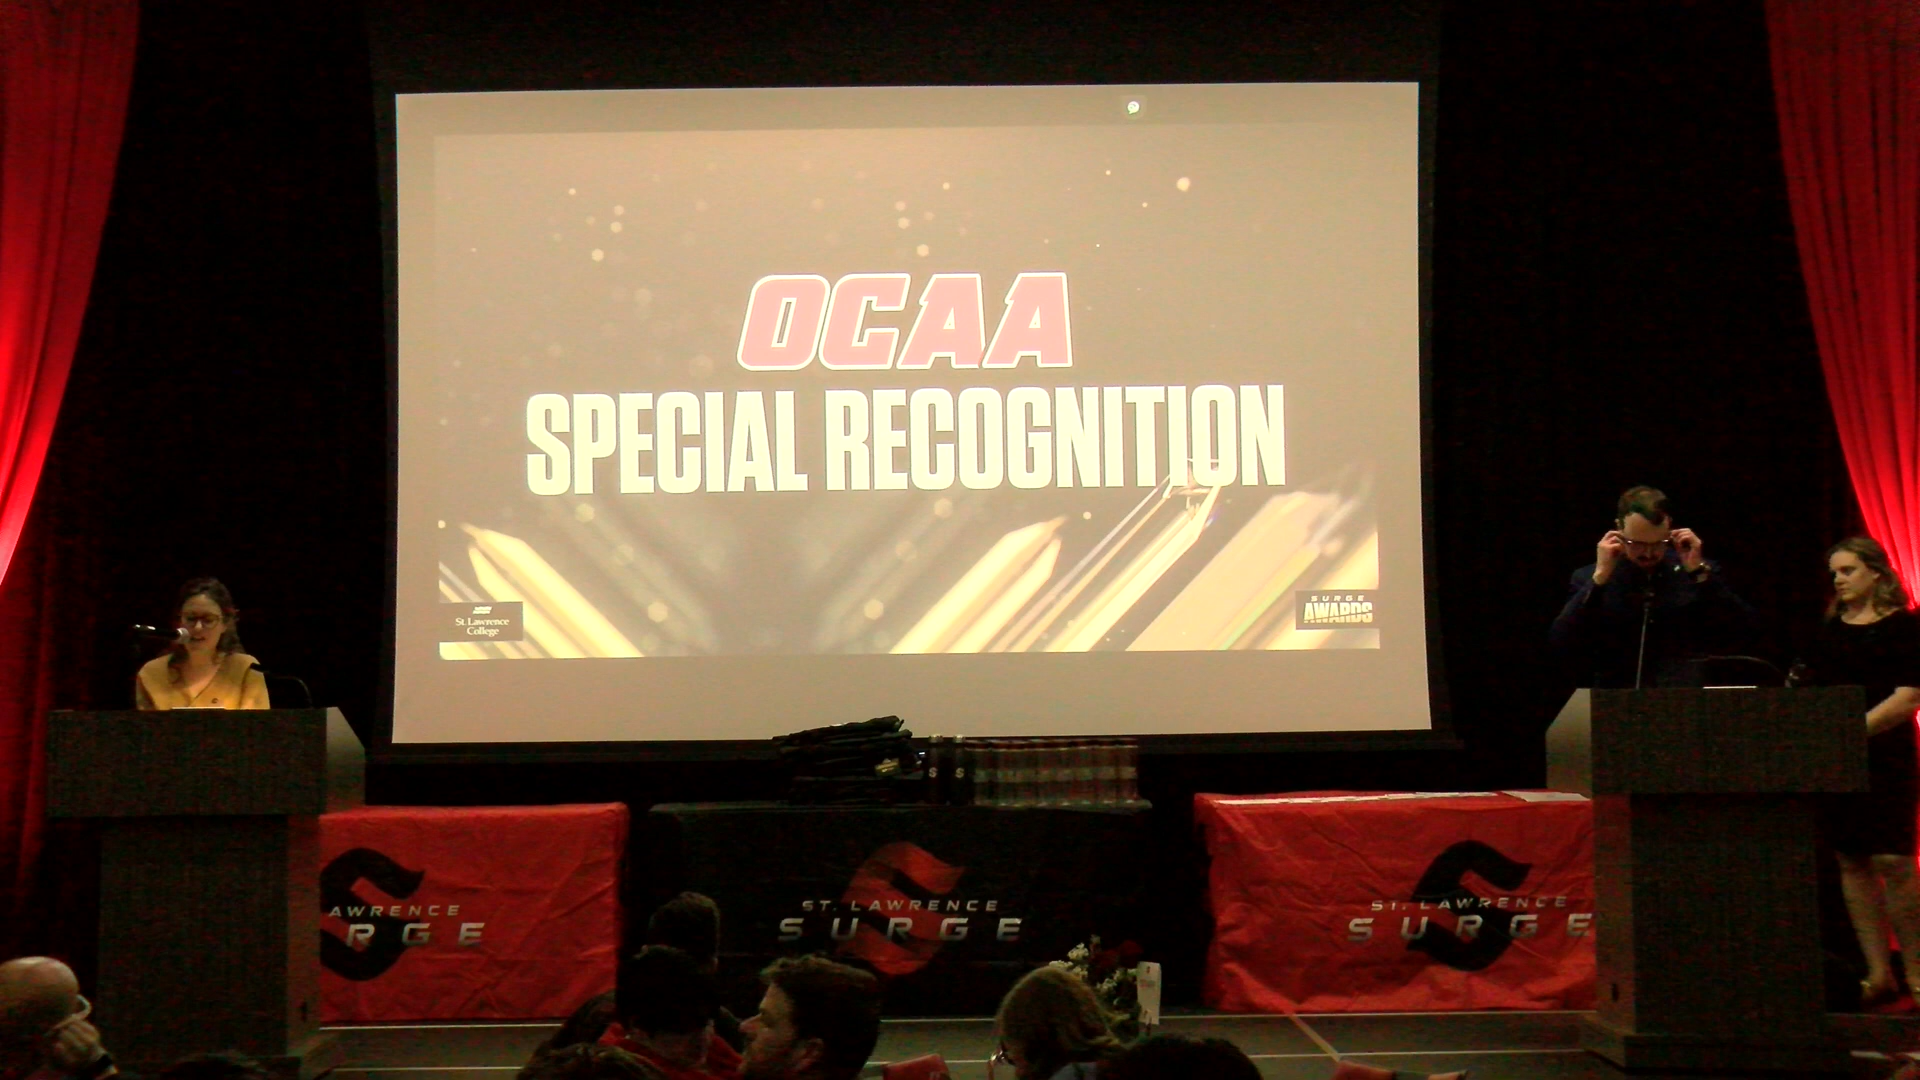 OCAA
SPECIAL RECOGNITION
St. Lawrence
College
SURGE
AWARDS
S S
AWRENCE
RGE
ST. LAWRENCE
SURGE
ST. LAWRENCE
SURGE